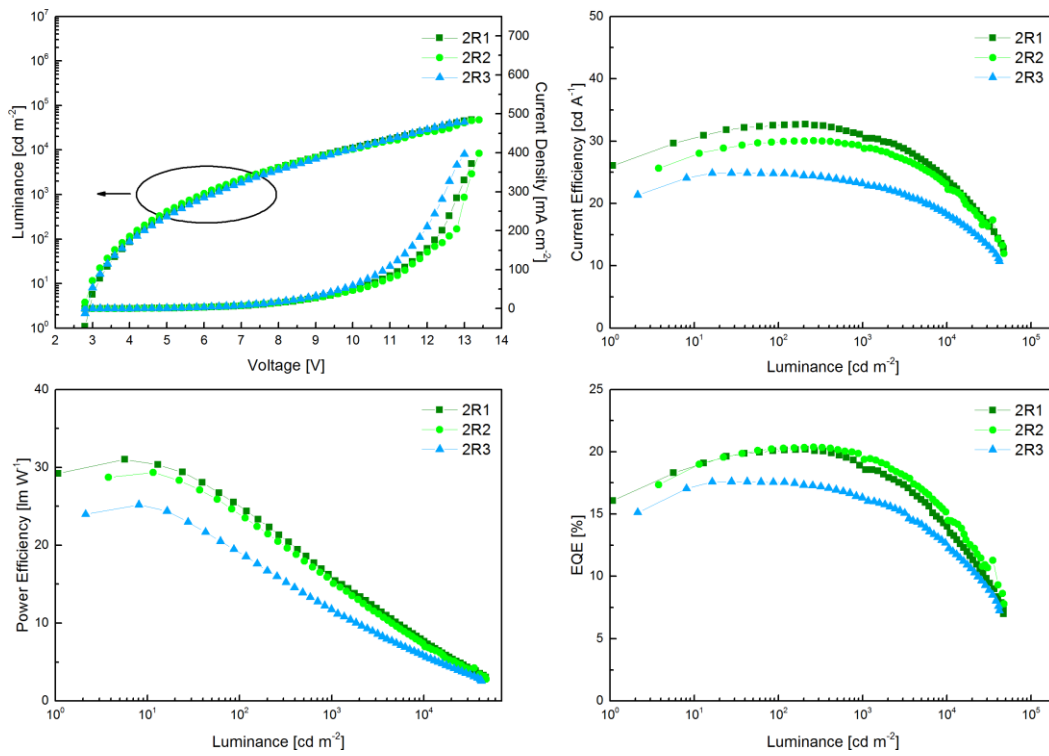 10⁷
10⁶
10⁵
10⁴
10³
10²
10¹
10⁰
Luminance [cd m⁻²]
2R1
2R2
2R3
700
600
500
400
300
200
100
0
Current Density [mA cm⁻²]
2 3 4 5 6 7 8 9 10 11 12 13 14
Voltage [V]
50
40
30
20
10
0
Current Efficiency [cd A⁻¹]
2R1
2R2
2R3
10⁰ 10¹ 10² 10³ 10⁴ 10⁵
Luminance [cd m⁻²]
40
30
20
10
0
Power Efficiency [lm W⁻¹]
2R1
2R2
2R3
10⁰ 10¹ 10² 10³ 10⁴
Luminance [cd m⁻²]
25
20
15
10
5
0
EQE [%]
2R1
2R2
2R3
10⁰ 10¹ 10² 10³ 10⁴ 10⁵
Luminance [cd m⁻²]